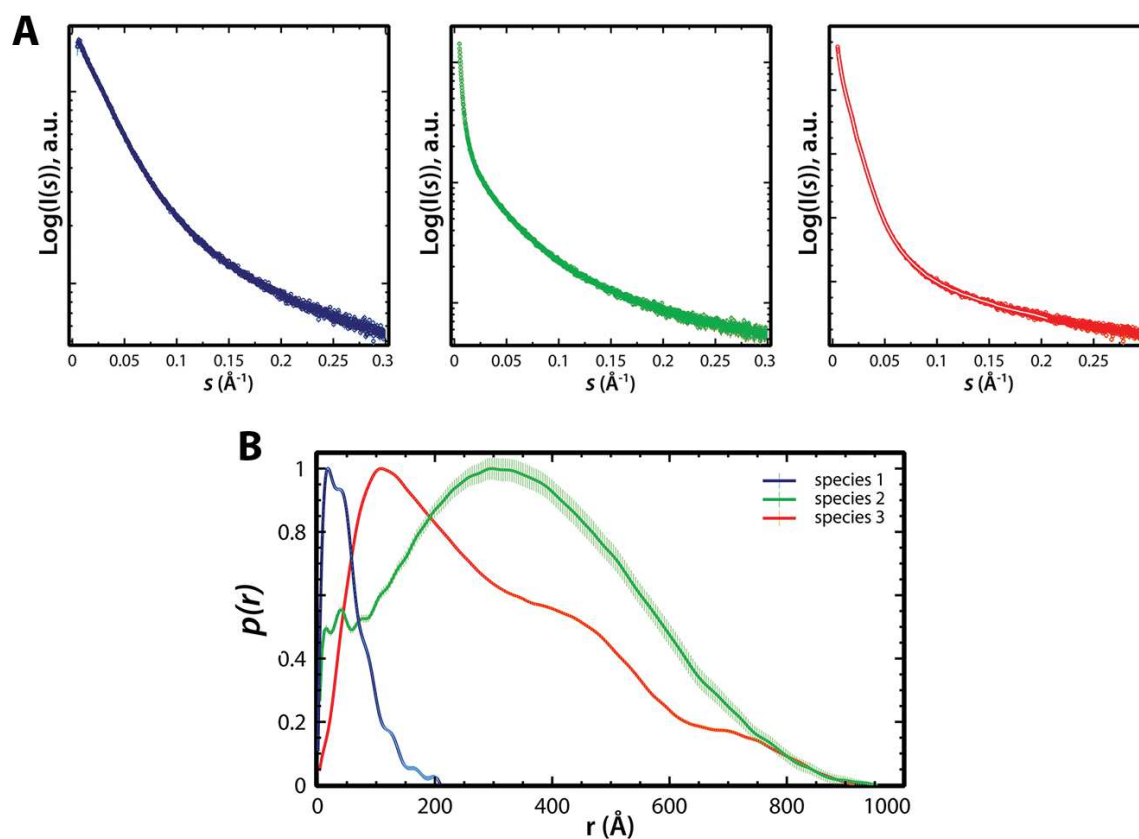 A
Log(I(s)), a.u.
0 0.05 0.1 0.15 0.2 0.25 0.3
s (Å-1)
Log(I(s)), a.u.
0 0.05 0.1 0.15 0.2 0.25 0.3
s (Å-1)
Log(I(s)), a.u.
0 0.05 0.1 0.15 0.2 0.25
s (Å-1)
B
p(r)
1
0.8
0.6
0.4
0.2
0
species 1
species 2
species 3
0 200 400 600 800 1000
r (Å)